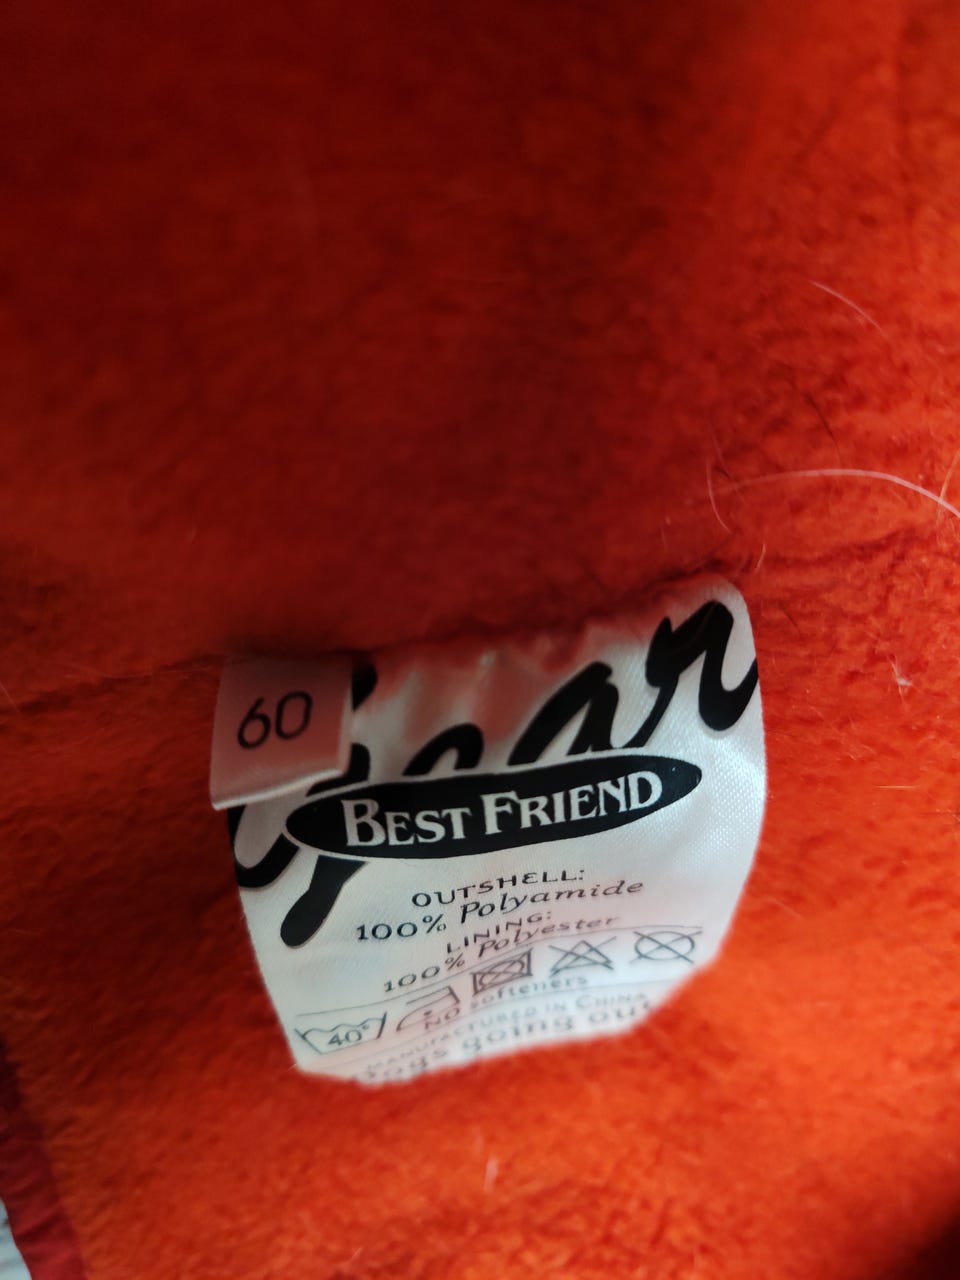 60
Gear
BEST FRIEND
OUTSHELL:
100% Polyamide
LINING:
100% Polyester
40°
NO softeners
MANUFACTURED IN CHINA
Dogs going out